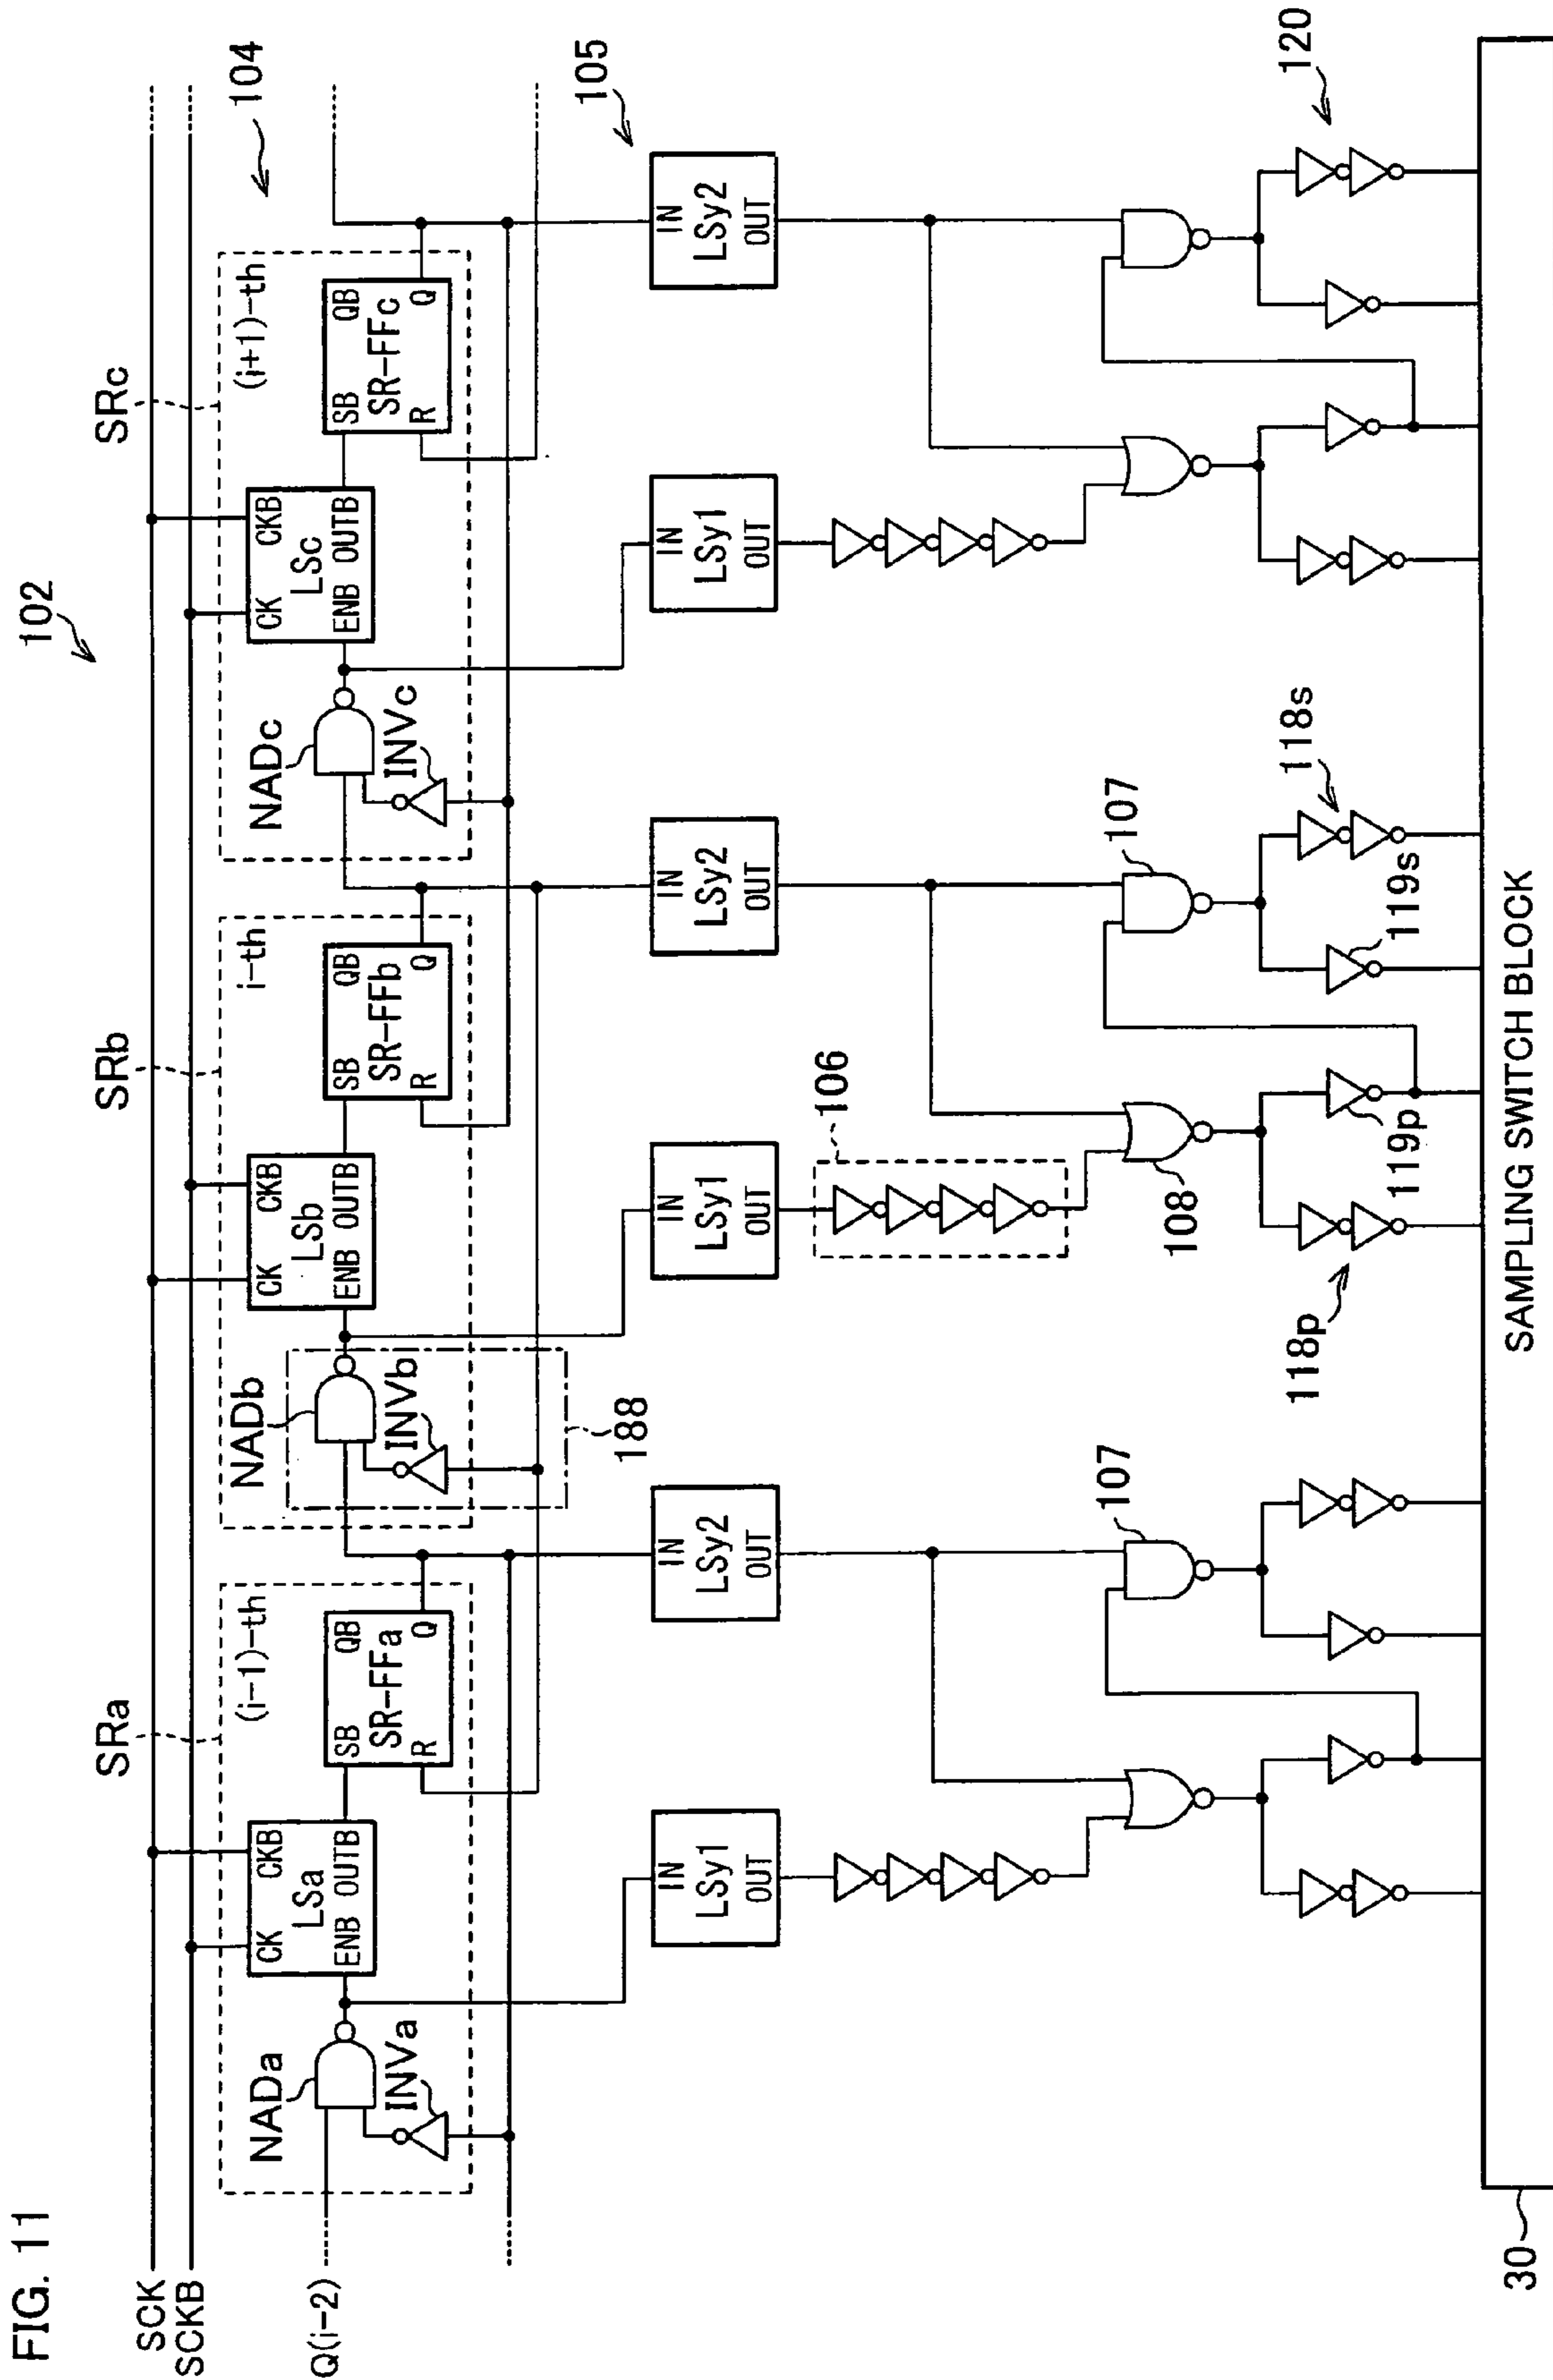 FIG. 11
102
SCK
SCKB
Q(i-2)
SRa
SRb
SRc
104
(i-1)-th
i-th
(i+1)-th
NADa
INVa
CK
CKB
LSa
ENB
OUTB
SB
QB
SR-FFa
R
Q
NADb
INVb
188
CK
CKB
LSb
ENB
OUTB
SB
QB
SR-FFb
R
Q
NADc
INVc
CK
CKB
LSc
ENB
OUTB
SB
QB
SR-FFc
R
Q
105
IN
LSy1
OUT
IN
LSy2
OUT
IN
LSy1
OUT
IN
LSy2
OUT
IN
LSy1
OUT
IN
LSy2
OUT
106
107
108
107
118p
119p
119s
118s
120
30
SAMPLING SWITCH BLOCK